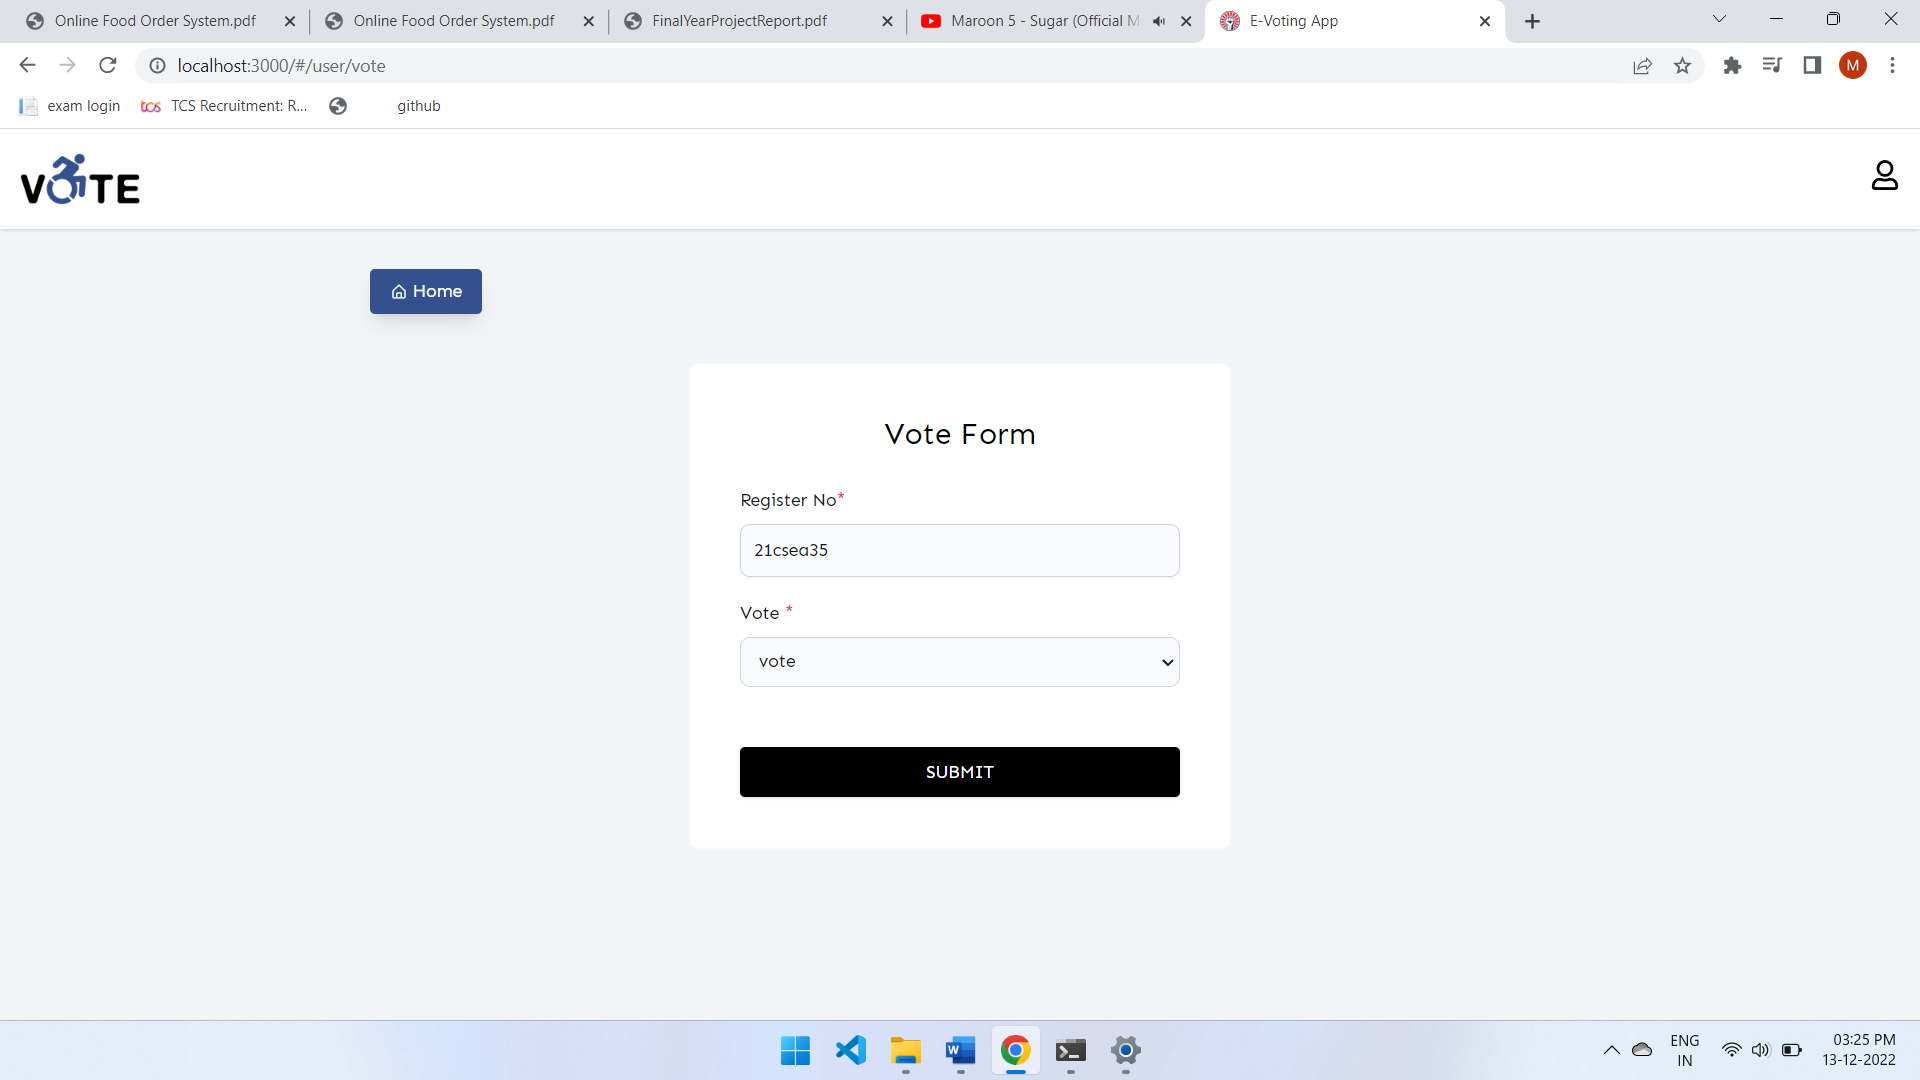 Online Food Order System.pdf
Online Food Order System.pdf
FinalYearProjectReport.pdf
Maroon 5 - Sugar (Official M
E-Voting App
localhost:3000/#/user/vote
M
exam login
tcs
TCS Recruitment: R...
github
VOTE
Home
Vote Form
Register No*
21csea35
Vote *
vote
SUBMIT
W
ENG
IN
03:25 PM
13-12-2022